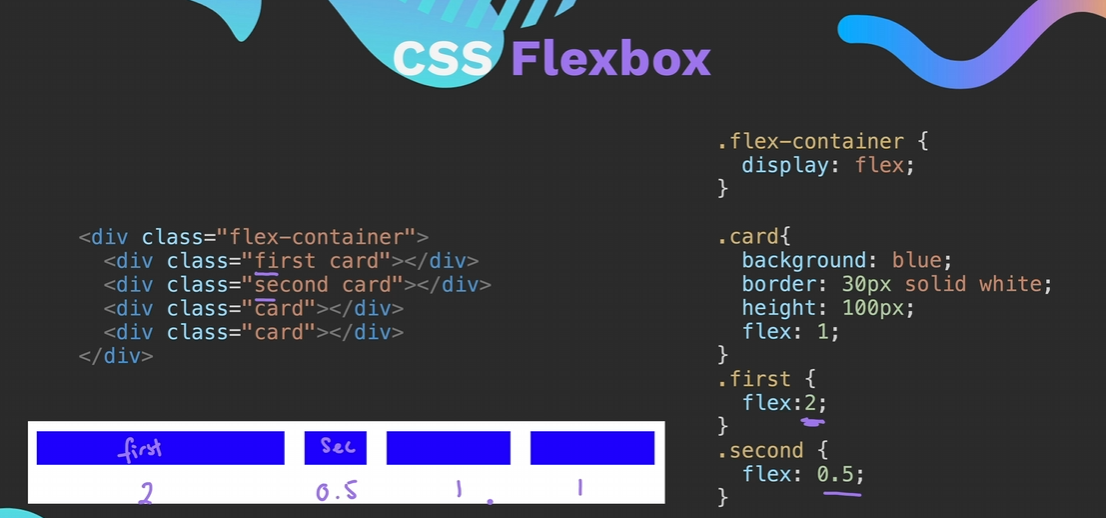 CSS Flexbox
<div class="flex-container">
  <div class="first card"></div>
  <div class="second card"></div>
  <div class="card"></div>
  <div class="card"></div>
</div>
.flex-container {
  display: flex;
}
.card{
  background: blue;
  border: 30px solid white;
  height: 100px;
  flex: 1;
}
.first {
  flex:2;
}
.second {
  flex: 0.5;
}
first Sec
2 0.5 1 . 1